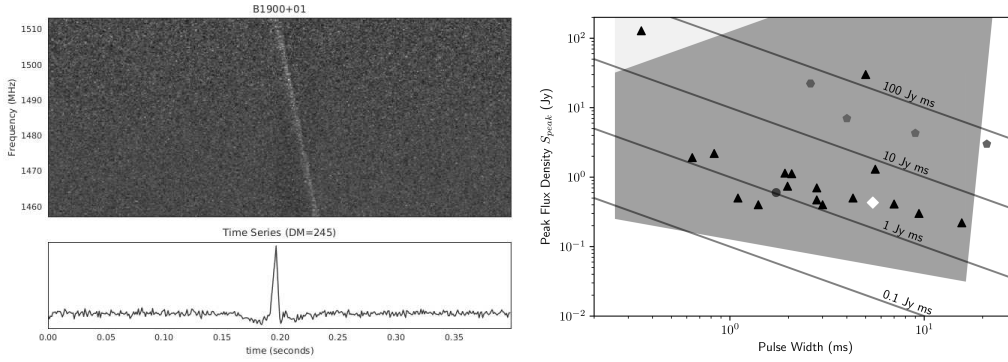 B1900+01
Frequency (MHz)
1510
1500
1490
1480
1470
1460
Time Series (DM=245)
0.00 0.05 0.10 0.15 0.20 0.25 0.30 0.35
time (seconds)
Peak Flux Density S_peak (Jy)
10²
10¹
10⁰
10⁻¹
10⁻²
100 Jy ms
10 Jy ms
1 Jy ms
0.1 Jy ms
10⁰ 10¹
Pulse Width (ms)